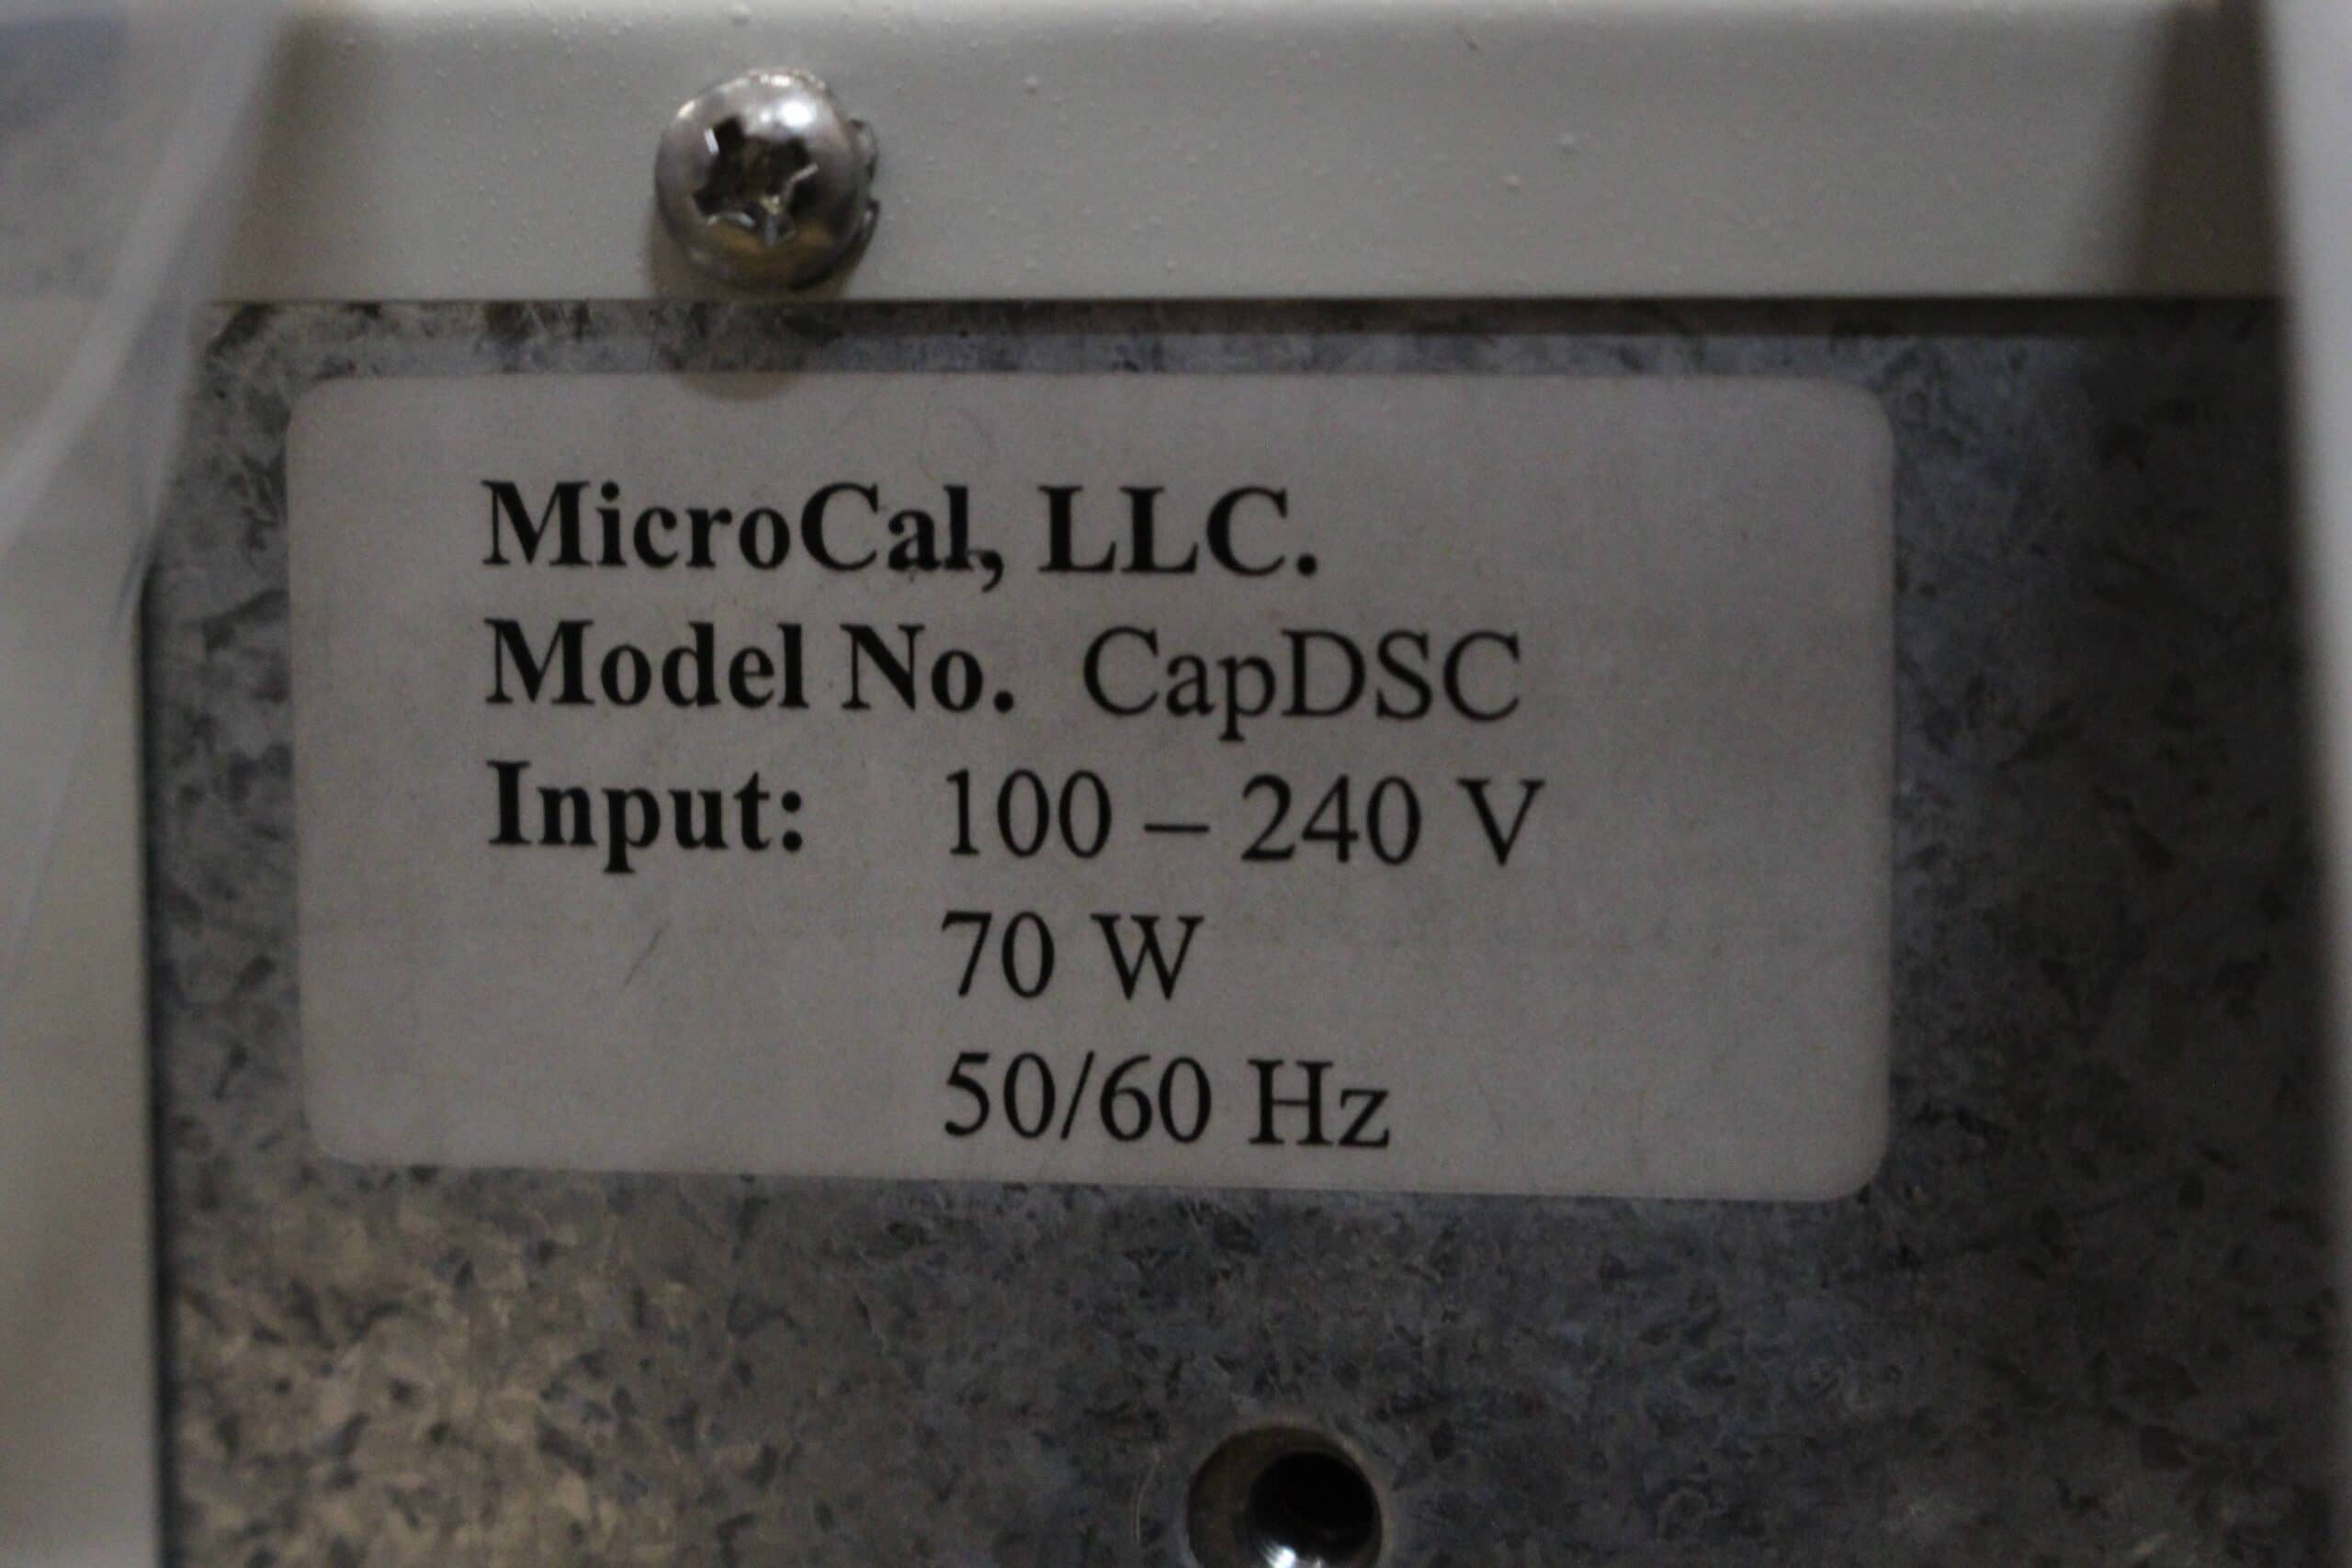 MicroCal, LLC.
Model No. CapDSC
Input: 100 – 240 V
70 W
50/60 Hz